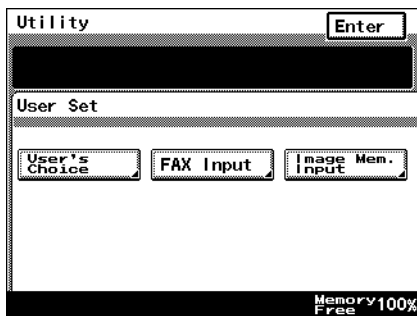 Utility
Enter
User Set
User's
Choice
FAX Input
Image Mem.
Input
Memory
Free 100%